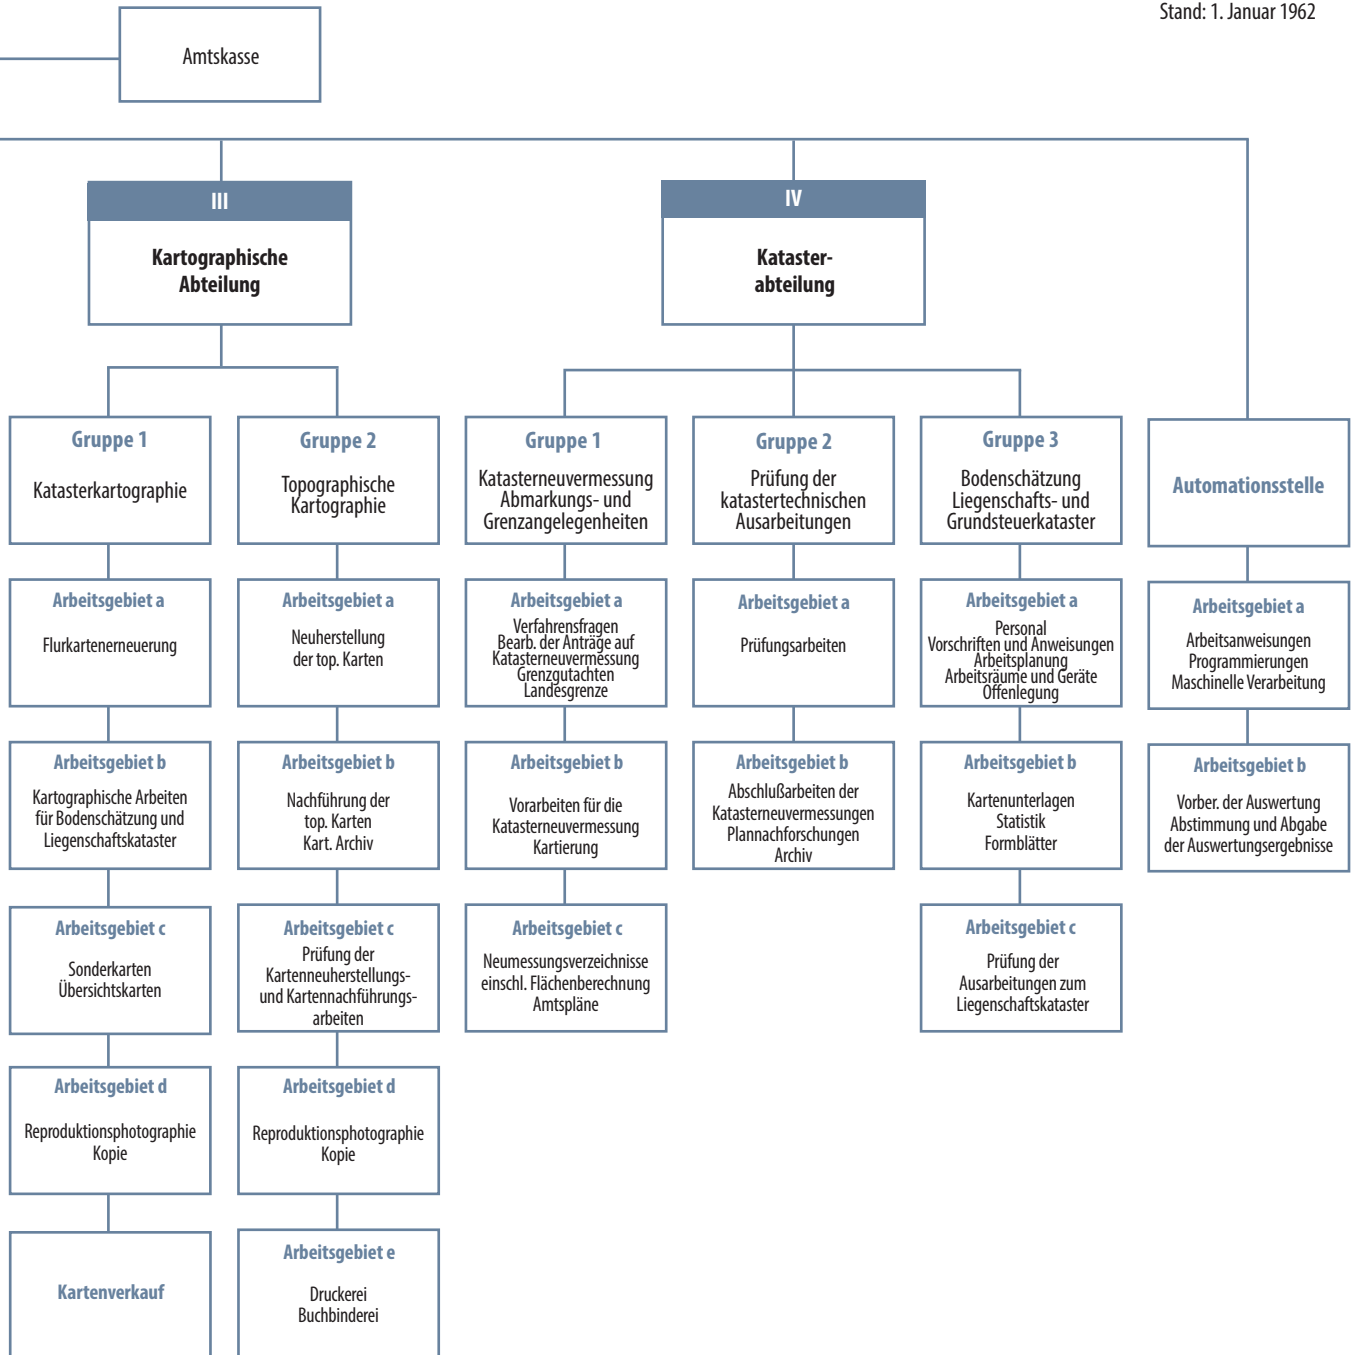 Stand: 1. Januar 1962
Amtskasse
III
Kartographische
Abteilung
IV
Kataster-
abteilung
Gruppe 1
Katasterkartographie
Gruppe 2
Topographische
Kartographie
Gruppe 1
Katasterneuvermessung
Abmarkungs- und
Grenzangelegenheiten
Gruppe 2
Prüfung der
katastertechnischen
Ausarbeitungen
Gruppe 3
Bodenschätzung
Liegenschafts- und
Grundsteuerkataster
Automationsstelle
Arbeitsgebiet a
Flurkartenerneuerung
Arbeitsgebiet a
Neuherstellung
der top. Karten
Arbeitsgebiet a
Verfahrensfragen
Bearb. der Anträge auf
Katasterneuvermessung
Grenzgutachten
Landesgrenze
Arbeitsgebiet a
Prüfungsarbeiten
Arbeitsgebiet a
Personal
Vorschriften und Anweisungen
Arbeitsplanung
Arbeitsräume und Geräte
Offenlegung
Arbeitsgebiet a
Arbeitsanweisungen
Programmierungen
Maschinelle Verarbeitung
Arbeitsgebiet b
Kartographische Arbeiten
für Bodenschätzung und
Liegenschaftskataster
Arbeitsgebiet b
Nachführung der
top. Karten
Kart. Archiv
Arbeitsgebiet b
Vorarbeiten für die
Katasterneuvermessung
Kartierung
Arbeitsgebiet b
Abschlußarbeiten der
Katasterneuvermessungen
Plannachforschungen
Archiv
Arbeitsgebiet b
Kartenunterlagen
Statistik
Formblätter
Arbeitsgebiet b
Vorber. der Auswertung
Abstimmung und Abgabe
der Auswertungsergebnisse
Arbeitsgebiet c
Sonderkarten
Übersichtskarten
Arbeitsgebiet c
Prüfung der
Kartenneuherstellungs-
und Kartennachführungs-
arbeiten
Arbeitsgebiet c
Neumessungsverzeichnisse
einschl. Flächenberechnung
Amtspläne
Arbeitsgebiet c
Prüfung der
Ausarbeitungen zum
Liegenschaftskataster
Arbeitsgebiet d
Reproduktionsphotographie
Kopie
Arbeitsgebiet d
Reproduktionsphotographie
Kopie
Kartenverkauf
Arbeitsgebiet e
Druckerei
Buchbinderei